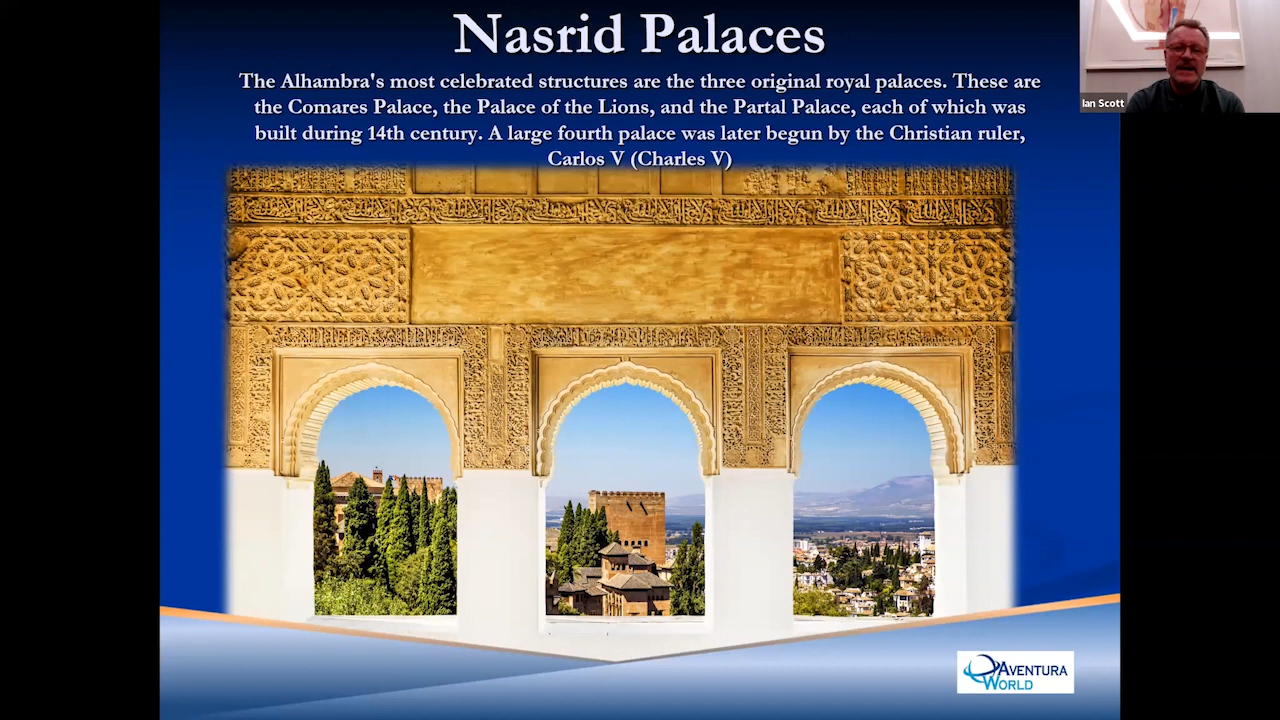 Nasrid Palaces
The Alhambra's most celebrated structures are the three original royal palaces. These are
the Comares Palace, the Palace of the Lions, and the Partal Palace, each of which was
built during 14th century. A large fourth palace was later begun by the Christian ruler,
Carlos V (Charles V)
Ian Scott
AVENTURA
WORLD